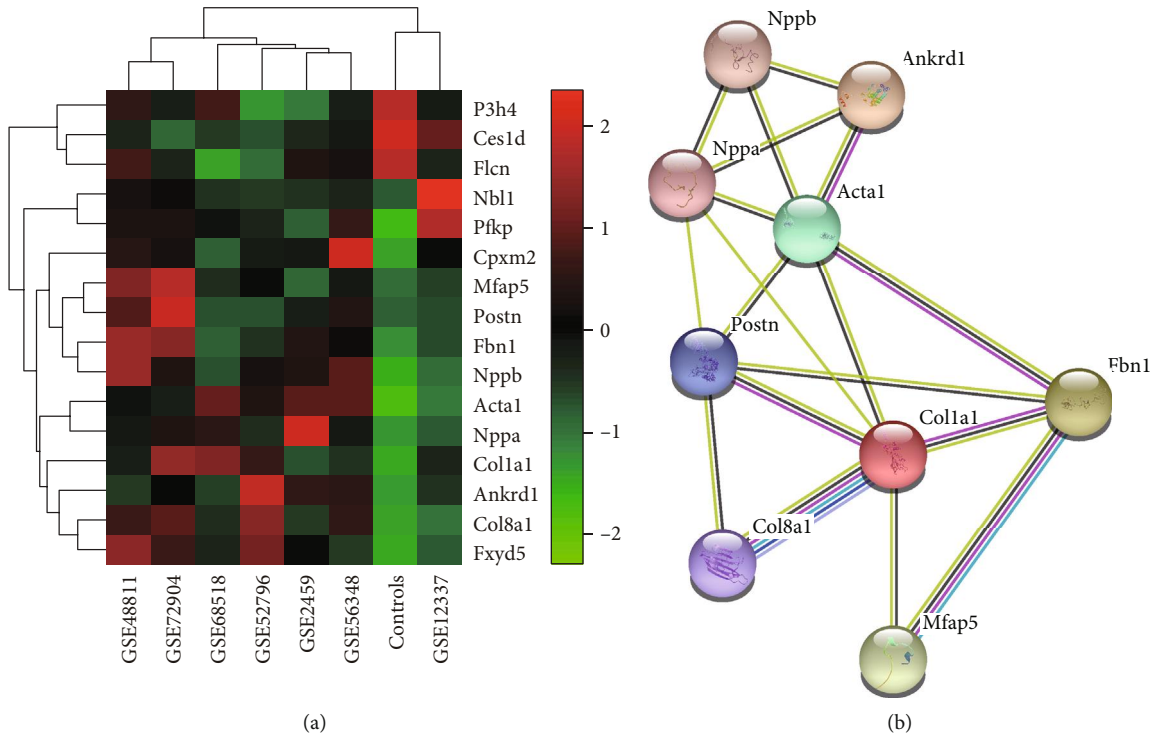 P3h4
Ces1d
Flcn
Nbl1
Pfkp
Cpxm2
Mfap5
Postn
Fbn1
Nppb
Acta1
Nppa
Col1a1
Ankrd1
Col8a1
Fxyd5
2
1
0
–1
–2
GSE48811
GSE72904
GSE68518
GSE52796
GSE2459
GSE56348
Controls
GSE12337
(a)
Nppb
Ankrd1
Nppa
Acta1
Postn
Fbn1
Col1a1
Col8a1
Mfap5
(b)